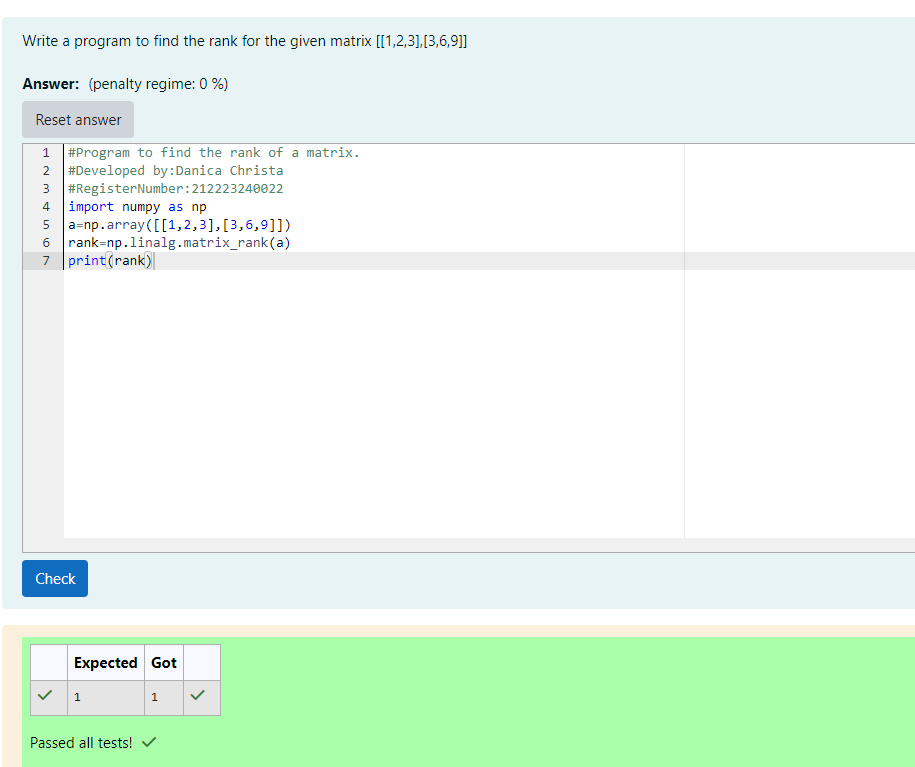 Write a program to find the rank for the given matrix [[1,2,3],[3,6,9]]
Answer: (penalty regime: 0 %)
Reset answer
1 #Program to find the rank of a matrix.
2 #Developed by:Danica Christa
3 #RegisterNumber:212223240022
4 import numpy as np
5 a=np.array([[1,2,3],[3,6,9]])
6 rank=np.linalg.matrix_rank(a)
7 print(rank)
Check
Expected Got
1 1
Passed all tests!